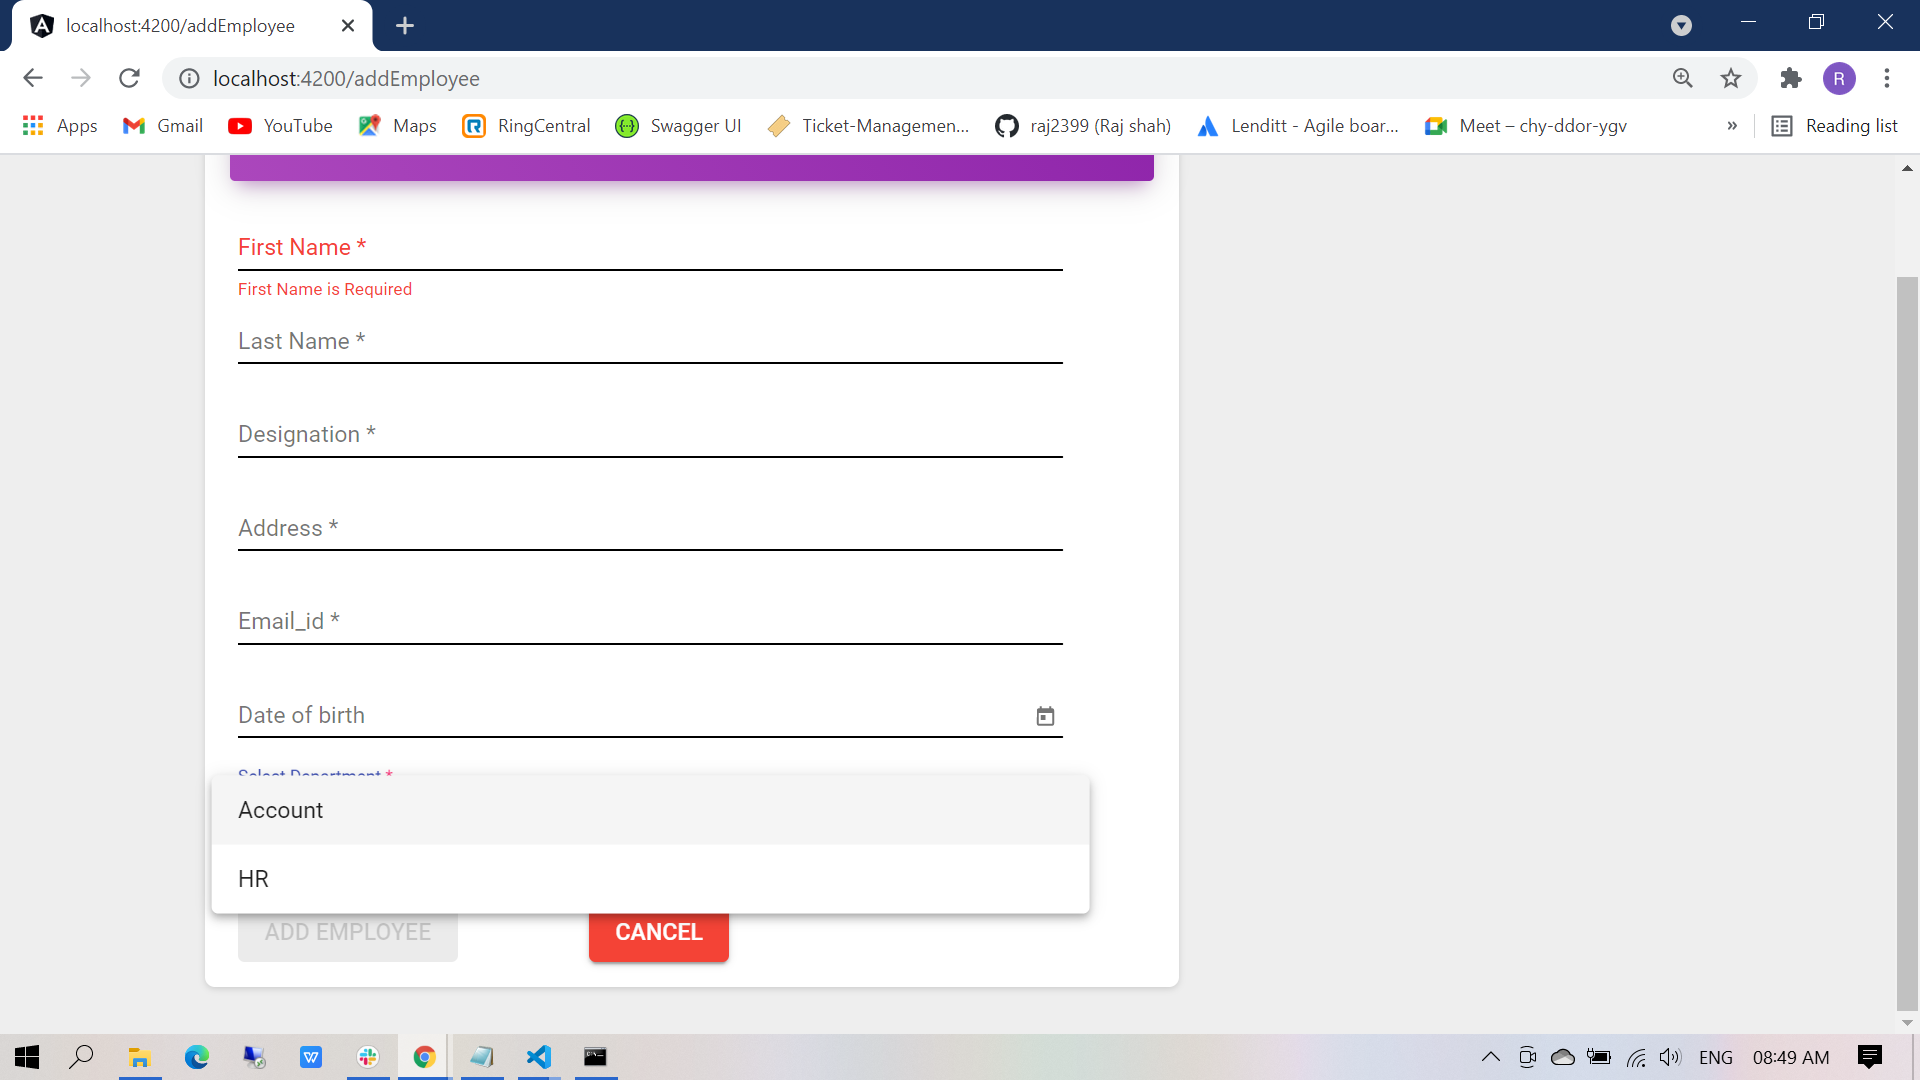 localhost:4200/addEmployee
localhost:4200/addEmployee
R
Apps
Gmail
YouTube
Maps
RingCentral
Swagger UI
Ticket-Managemen...
raj2399 (Raj shah)
Lenditt - Agile boar...
Meet – chy-ddor-ygv
»
Reading list
First Name *
First Name is Required
Last Name *
Designation *
Address *
Email_id *
Date of birth
Select Department *
Account
HR
ADD EMPLOYEE
CANCEL
ENG
08:49 AM